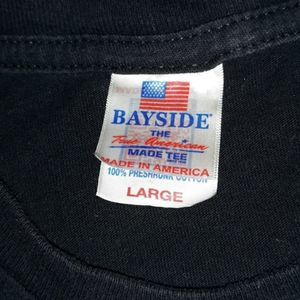 BAYSIDE®
THE
True American
MADE TEE
MADE IN AMERICA
100% PRESHRUNK COTTON
LARGE